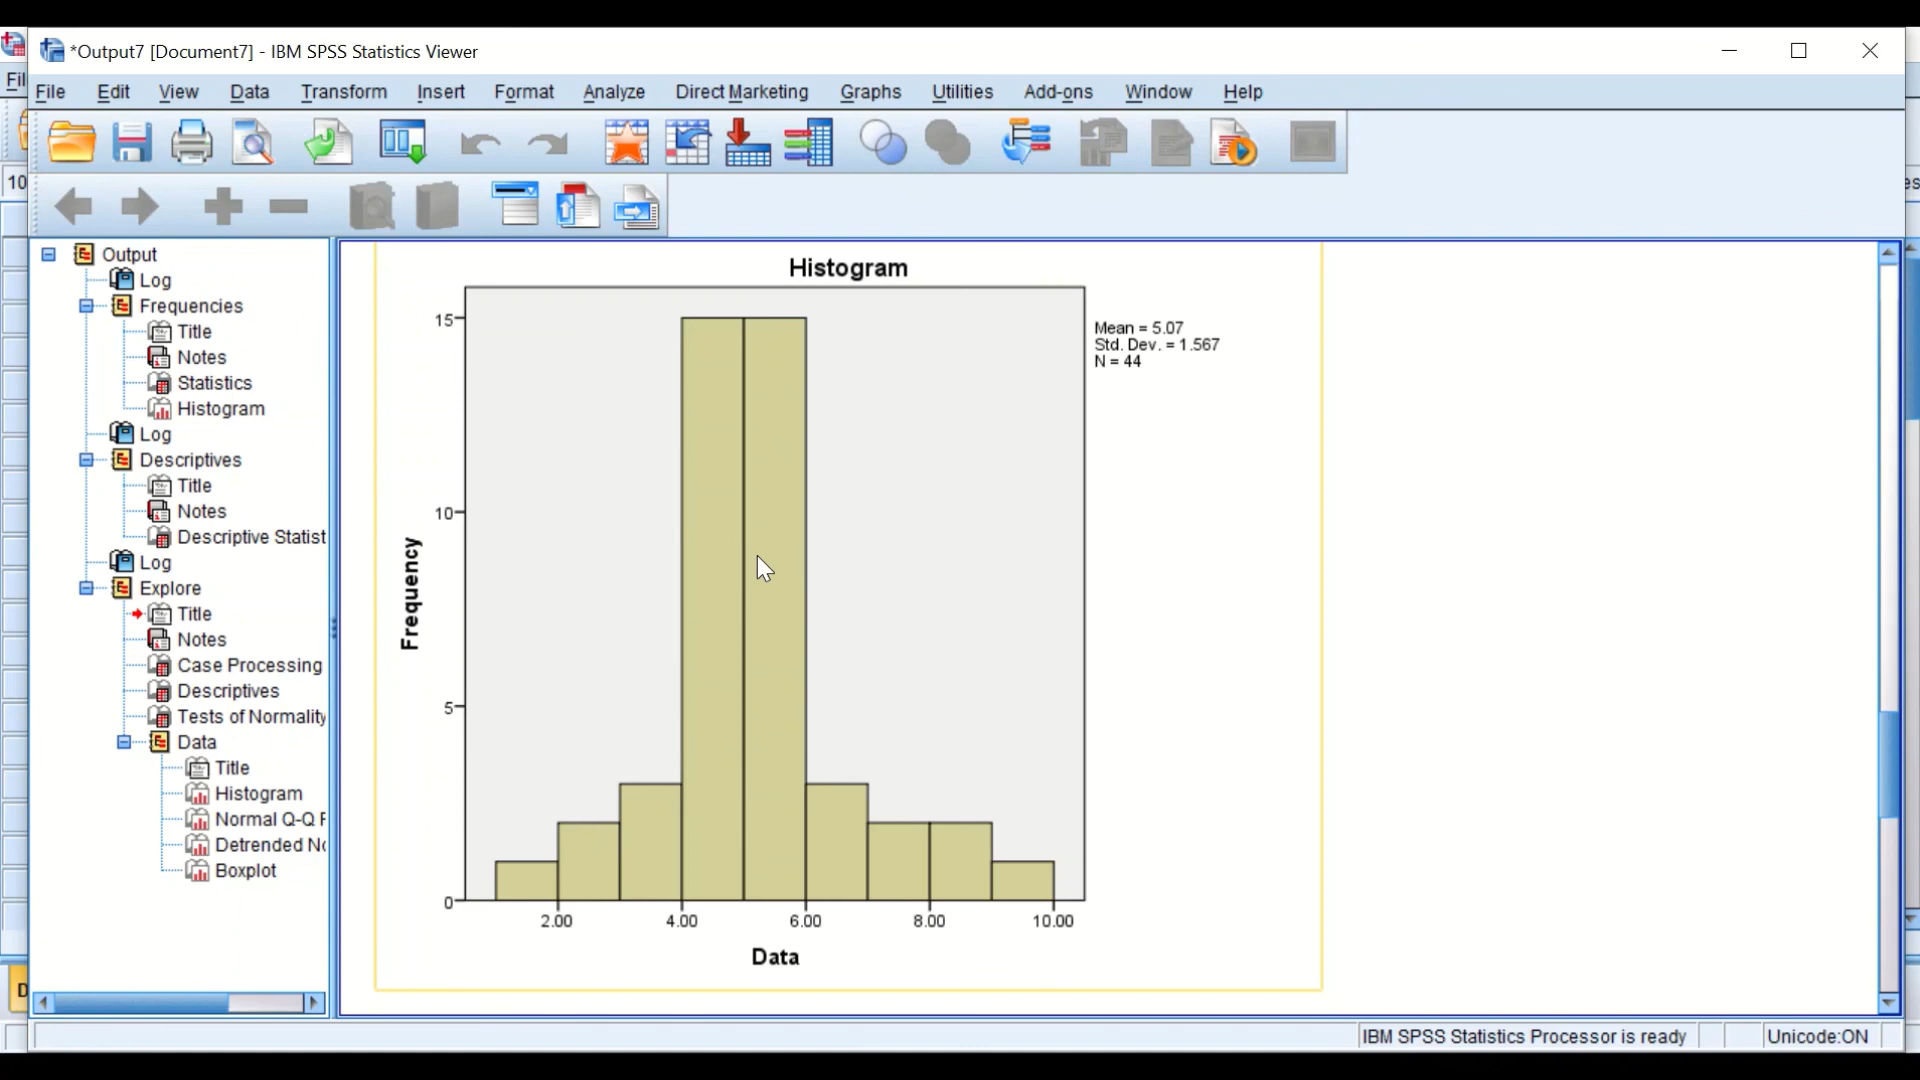 *Output7 [Document7] - IBM SPSS Statistics Viewer
File Edit View Data Transform Insert Format Analyze Direct Marketing Graphs Utilities Add-ons Window Help
Fil
10
es
Output
Log
Frequencies
Title
Notes
Statistics
Histogram
Log
Descriptives
Title
Notes
Descriptive Statist
Log
Explore
Title
Notes
Case Processing
Descriptives
Tests of Normality
Data
Title
Histogram
Normal Q-Q P
Detrended No
Boxplot
D
Histogram
Mean = 5.07
Std. Dev. = 1.567
N = 44
15
10
5
0
Frequency
2.00 4.00 6.00 8.00 10.00
Data
IBM SPSS Statistics Processor is ready Unicode:ON